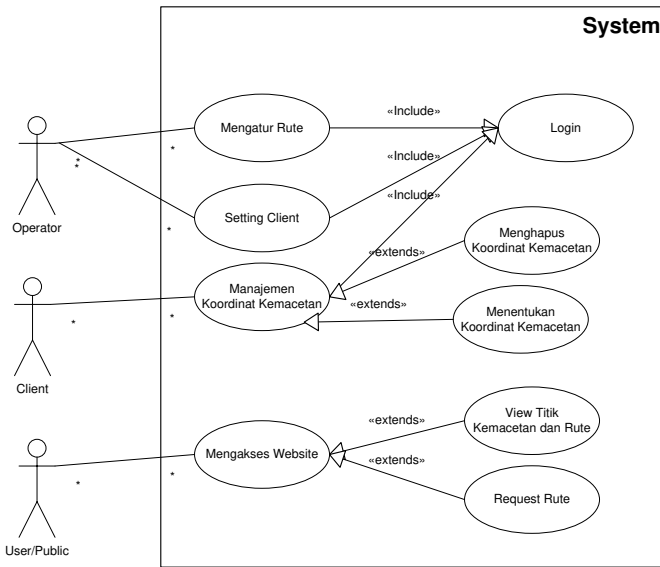 System
Mengatur Rute
«Include»
Login
*
*
*
Operator
«Include»
Setting Client
*
«Include»
Menghapus
Koordinat Kemacetan
«extends»
Manajemen
Koordinat Kemacetan
«extends»
Menentukan
Koordinat Kemacetan
*
*
Client
View Titik
Kemacetan dan Rute
«extends»
Mengakses Website
«extends»
*
*
Request Rute
User/Public